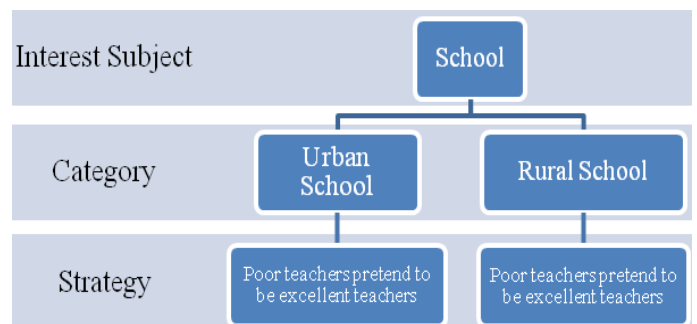 Interest Subject
School
Category
Urban
School
Rural School
Strategy
Poor teachers pretend to
be excellent teachers
Poor teachers pretend to
be excellent teachers